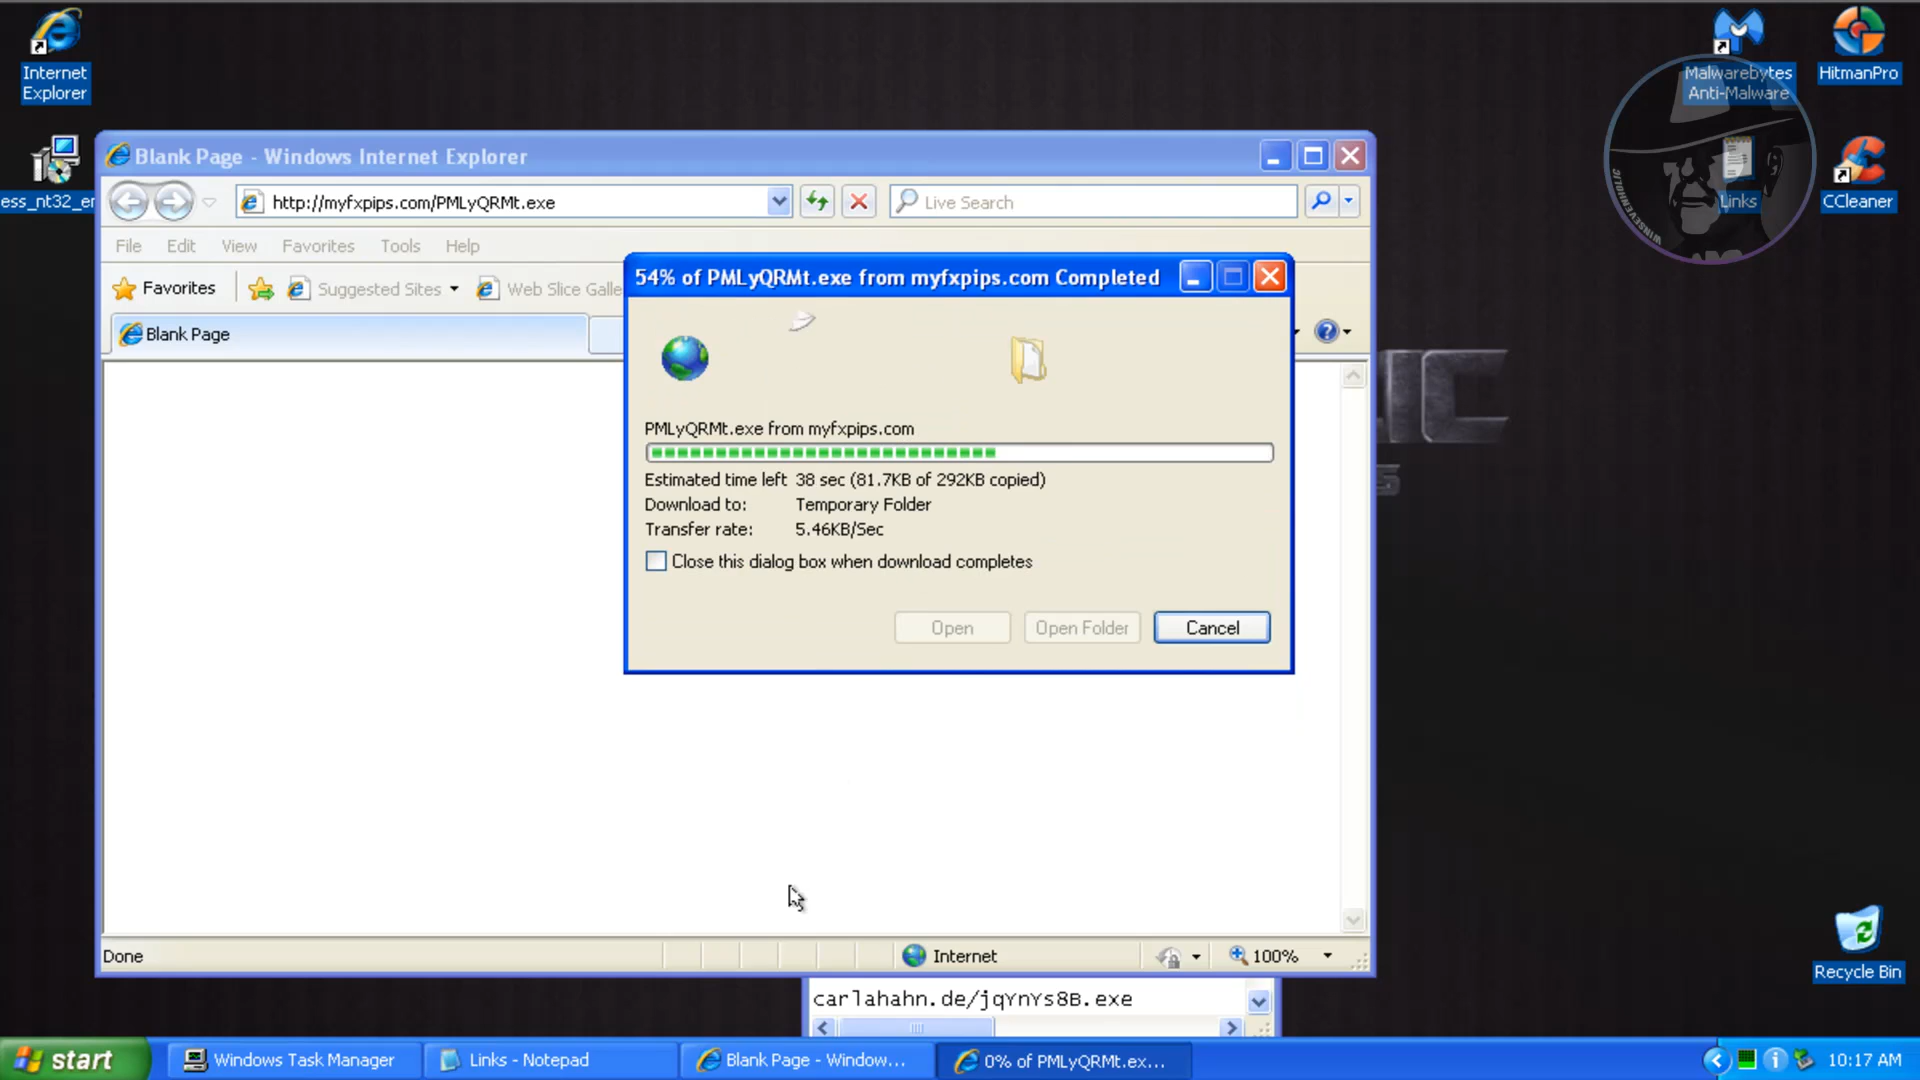 Internet
Explorer
Malwarebytes
Anti-Malware
HitmanPro
ess_nt32_er
Links
CCleaner
WINSEVENHOLIC
Blank Page - Windows Internet Explorer
http://myfxpips.com/PMLyQRMt.exe
Live Search
File Edit View Favorites Tools Help
Favorites
Suggested Sites
Web Slice Galle
Blank Page
54% of PMLyQRMt.exe from myfxpips.com Completed
PMLyQRMt.exe from myfxpips.com
Estimated time left 38 sec (81.7KB of 292KB copied)
Download to: Temporary Folder
Transfer rate: 5.46KB/Sec
Close this dialog box when download completes
Open
Open Folder
Cancel
Done
Internet
100%
carlahahn.de/jqYnYs8B.exe
Recycle Bin
start
Windows Task Manager
Links - Notepad
Blank Page - Window...
0% of PMLyQRMt.ex...
10:17 AM